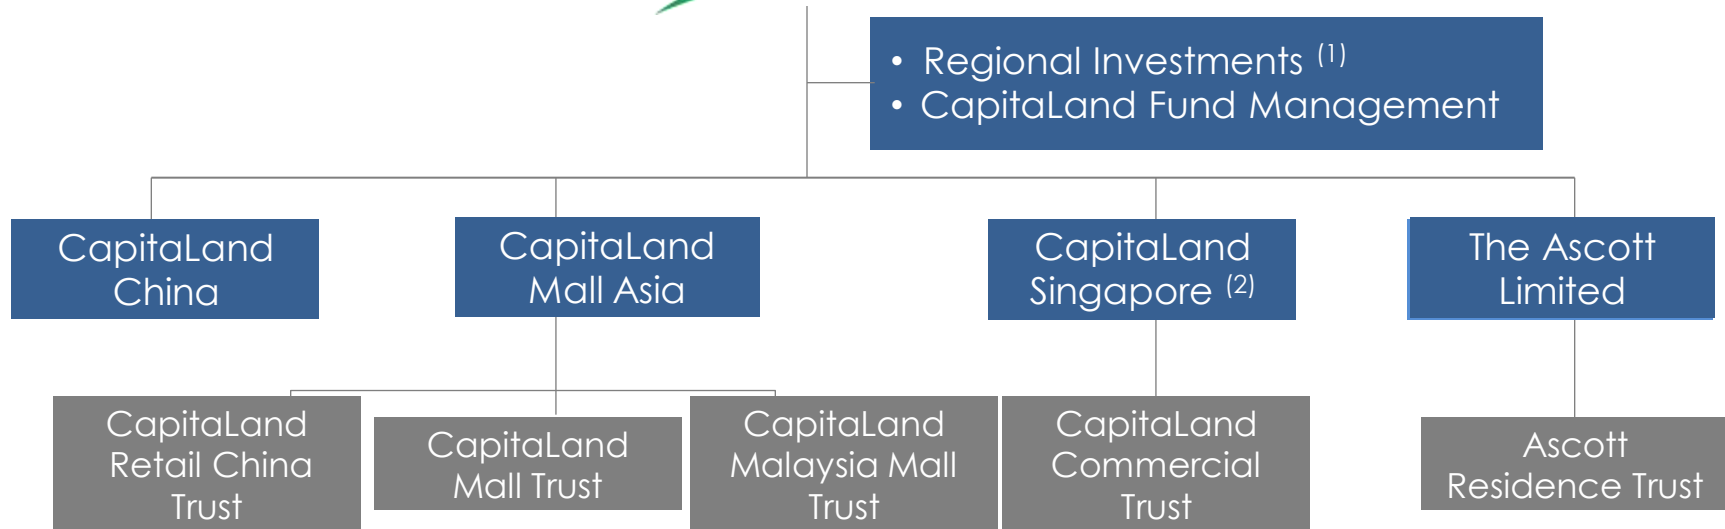 • Regional Investments (1)
• CapitaLand Fund Management
CapitaLand
China
CapitaLand
Mall Asia
CapitaLand
Singapore (2)
The Ascott
Limited
CapitaLand
Retail China
Trust
CapitaLand
Mall Trust
CapitaLand
Malaysia Mall
Trust
CapitaLand
Commercial
Trust
Ascott
Residence Trust